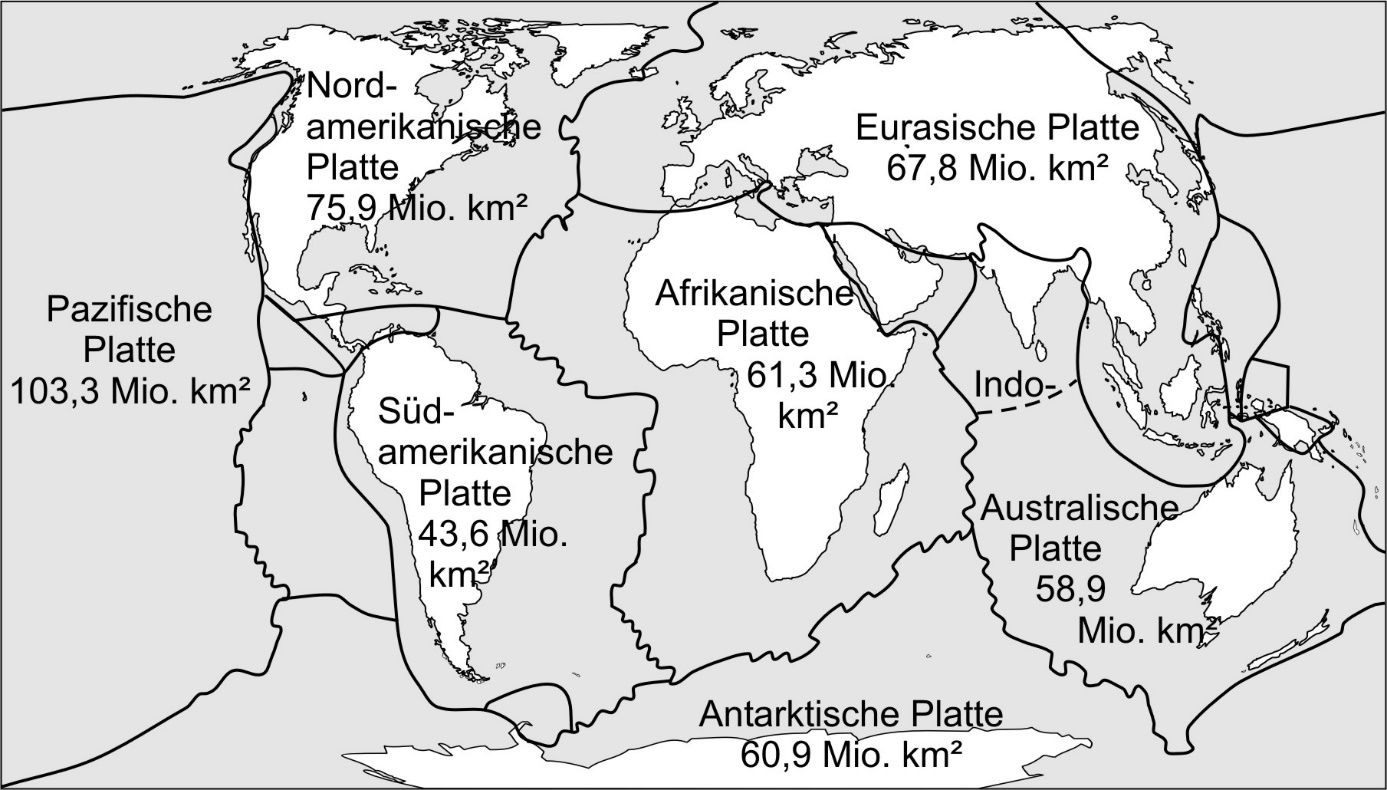 Nord-
amerikanische
Platte
75,9 Mio. km²
Eurasische Platte
67,8 Mio. km²
Pazifische
Platte
103,3 Mio. km²
Afrikanische
Platte
61,3 Mio.
km²
Indo-
Süd-
amerikanische
Platte
43,6 Mio.
km²
Australische
Platte
58,9
Mio. km²
Antarktische Platte
60,9 Mio. km²